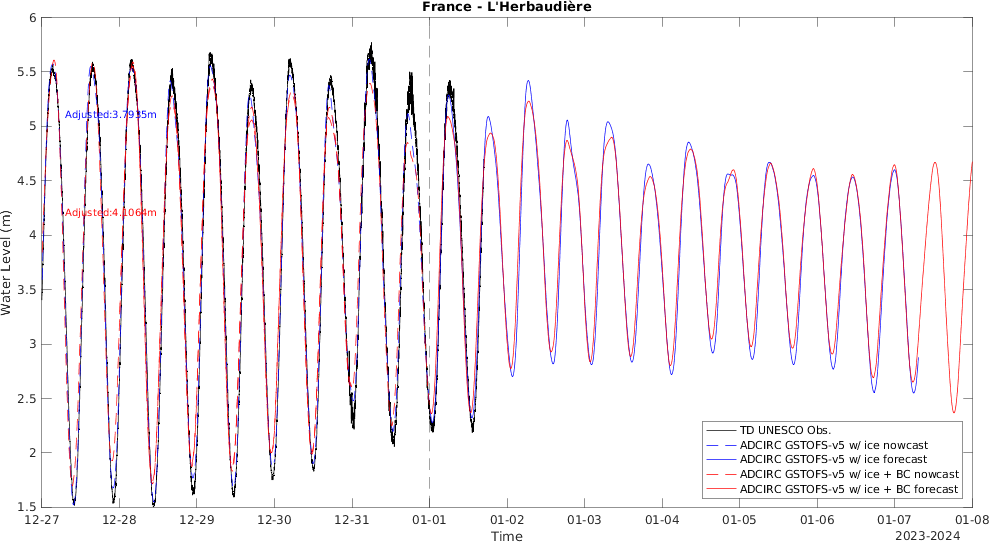 France - L'Herbaudière
6
5.5
5
4.5
4
3.5
3
2.5
2
1.5
Water Level (m)
Adjusted:3.7935m
Adjusted:4.1064m
TD UNESCO Obs.
ADCIRC GSTOFS-v5 w/ ice nowcast
ADCIRC GSTOFS-v5 w/ ice forecast
ADCIRC GSTOFS-v5 w/ ice + BC nowcast
ADCIRC GSTOFS-v5 w/ ice + BC forecast
12-27 12-28 12-29 12-30 12-31 01-01 01-02 01-03 01-04 01-05 01-06 01-07 01-08
Time
2023-2024